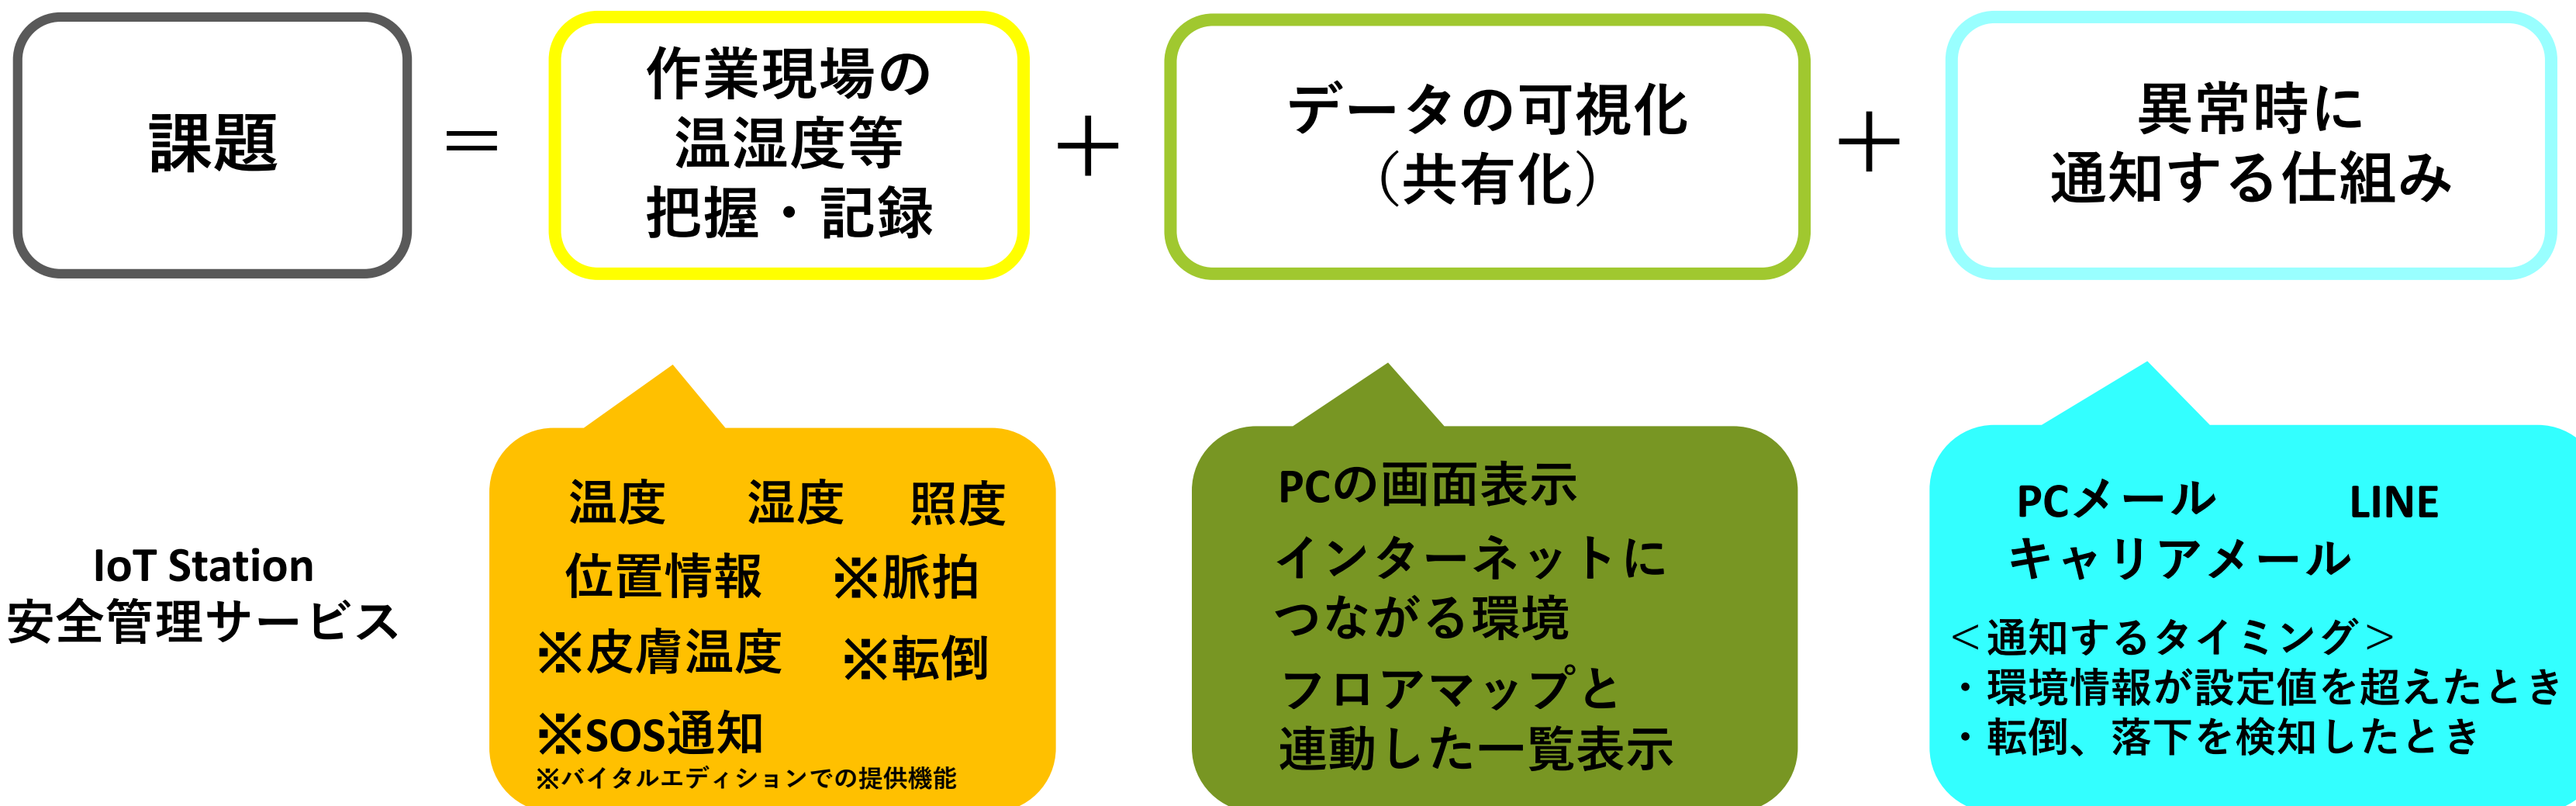 課題
＝
作業現場の
温湿度等
把握・記録
＋
データの可視化
（共有化）
＋
異常時に
通知する仕組み
IoT Station
安全管理サービス
温度 湿度 照度
位置情報 ※脈拍
※皮膚温度 ※転倒
※SOS通知
※バイタルエディションでの提供機能
PCの画面表示
インターネットに
つながる環境
フロアマップと
連動した一覧表示
PCメール LINE
キャリアメール
＜通知するタイミング＞
・環境情報が設定値を超えたとき
・転倒、落下を検知したとき